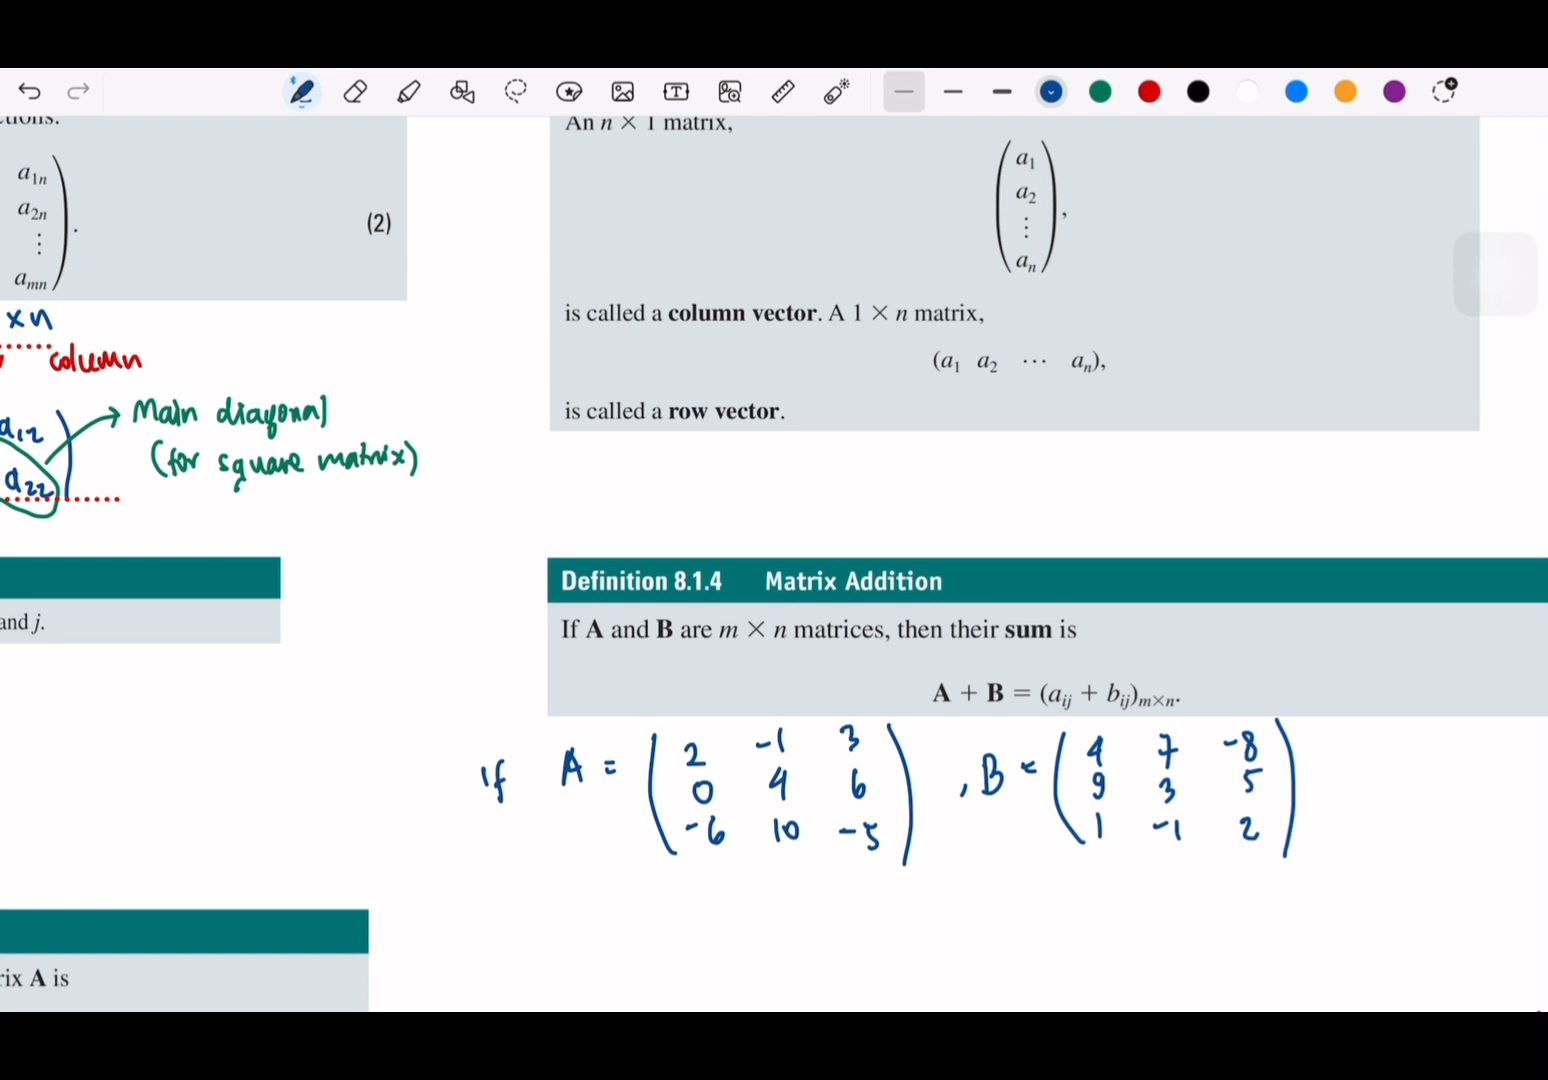 ctions.
a1n
a2n
⋮
amn
.
(2)
×n
column
a12
a22
Main diagonal
(for square matrix)
and j.
rix A is
An n × 1 matrix,
a1
a2
⋮
an
,
is called a column vector. A 1 × n matrix,
(a1 a2 ⋯ an),
is called a row vector.
Definition 8.1.4 Matrix Addition
If A and B are m × n matrices, then their sum is
A + B = (aij + bij)m×n.
If A = ( 2 -1 3
0 4 6
-6 10 -5 )
, B = ( 4 7 -8
9 3 5
1 -1 2 )